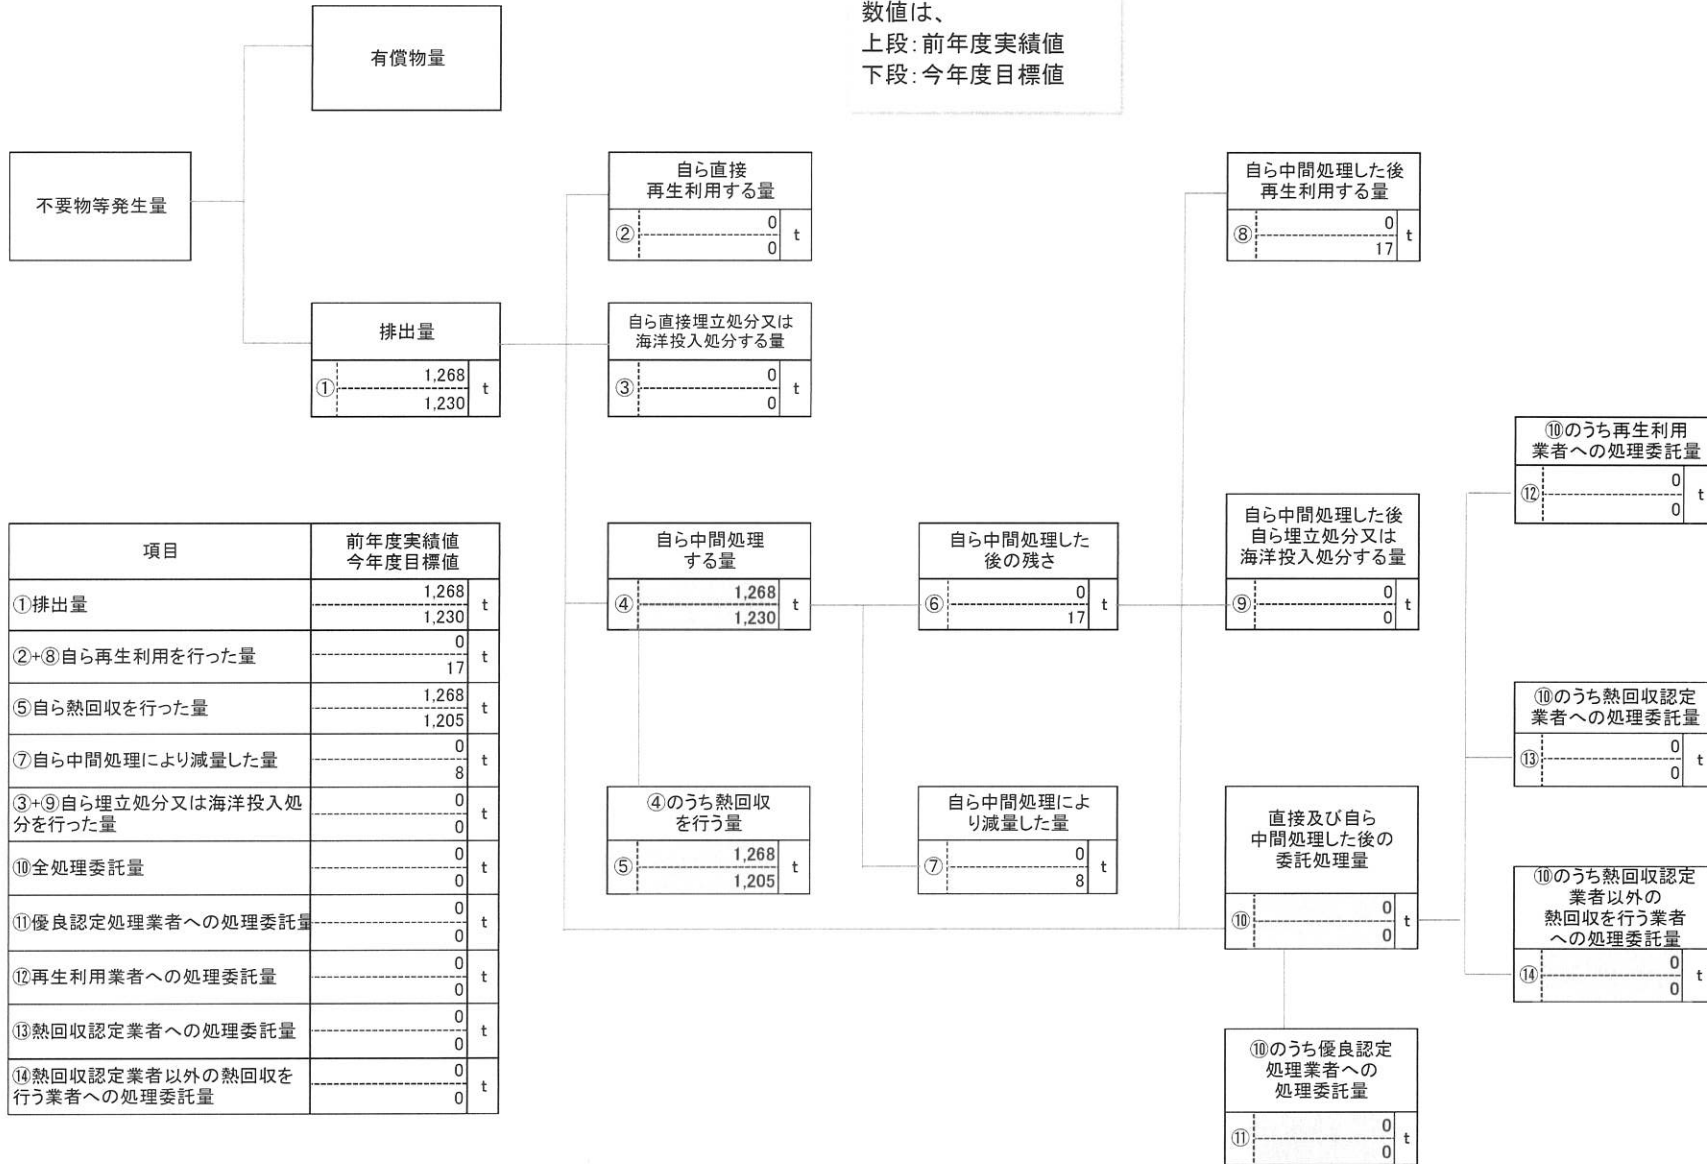 数値は、
上段:前年度実績値
下段:今年度目標値
有償物量
不要物等発生量
排出量
① 1,268 t
1,230
自ら直接
再生利用する量
② 0 t
0
自ら直接埋立処分又は
海洋投入処分する量
③ 0 t
0
自ら中間処理した後
再生利用する量
⑧ 0 t
17
自ら中間処理
する量
④ 1,268 t
1,230
自ら中間処理した
後の残さ
⑥ 0 t
17
自ら中間処理した後
自ら埋立処分又は
海洋投入処分する量
⑨ 0 t
0
④のうち熱回収
を行う量
⑤ 1,268 t
1,205
自ら中間処理によ
り減量した量
⑦ 0 t
8
直接及び自ら
中間処理した後の
委託処理量
⑩ 0 t
0
⑩のうち優良認定
処理業者への
処理委託量
⑪ 0 t
0
⑩のうち再生利用
業者への処理委託量
⑫ 0 t
0
⑩のうち熱回収認定
業者への処理委託量
⑬ 0 t
0
⑩のうち熱回収認定
業者以外の
熱回収を行う業者
への処理委託量
⑭ 0 t
0
項目 前年度実績値
今年度目標値
①排出量 1,268 t
1,230
②+⑧自ら再生利用を行った量 0 t
17
⑤自ら熱回収を行った量 1,268 t
1,205
⑦自ら中間処理により減量した量 0 t
8
③+⑨自ら埋立処分又は海洋投入処 0 t
分を行った量 0
⑩全処理委託量 0 t
0
⑪優良認定処理業者への処理委託量 0 t
0
⑫再生利用業者への処理委託量 0 t
0
⑬熱回収認定業者への処理委託量 0 t
0
⑭熱回収認定業者以外の熱回収を 0 t
行う業者への処理委託量 0